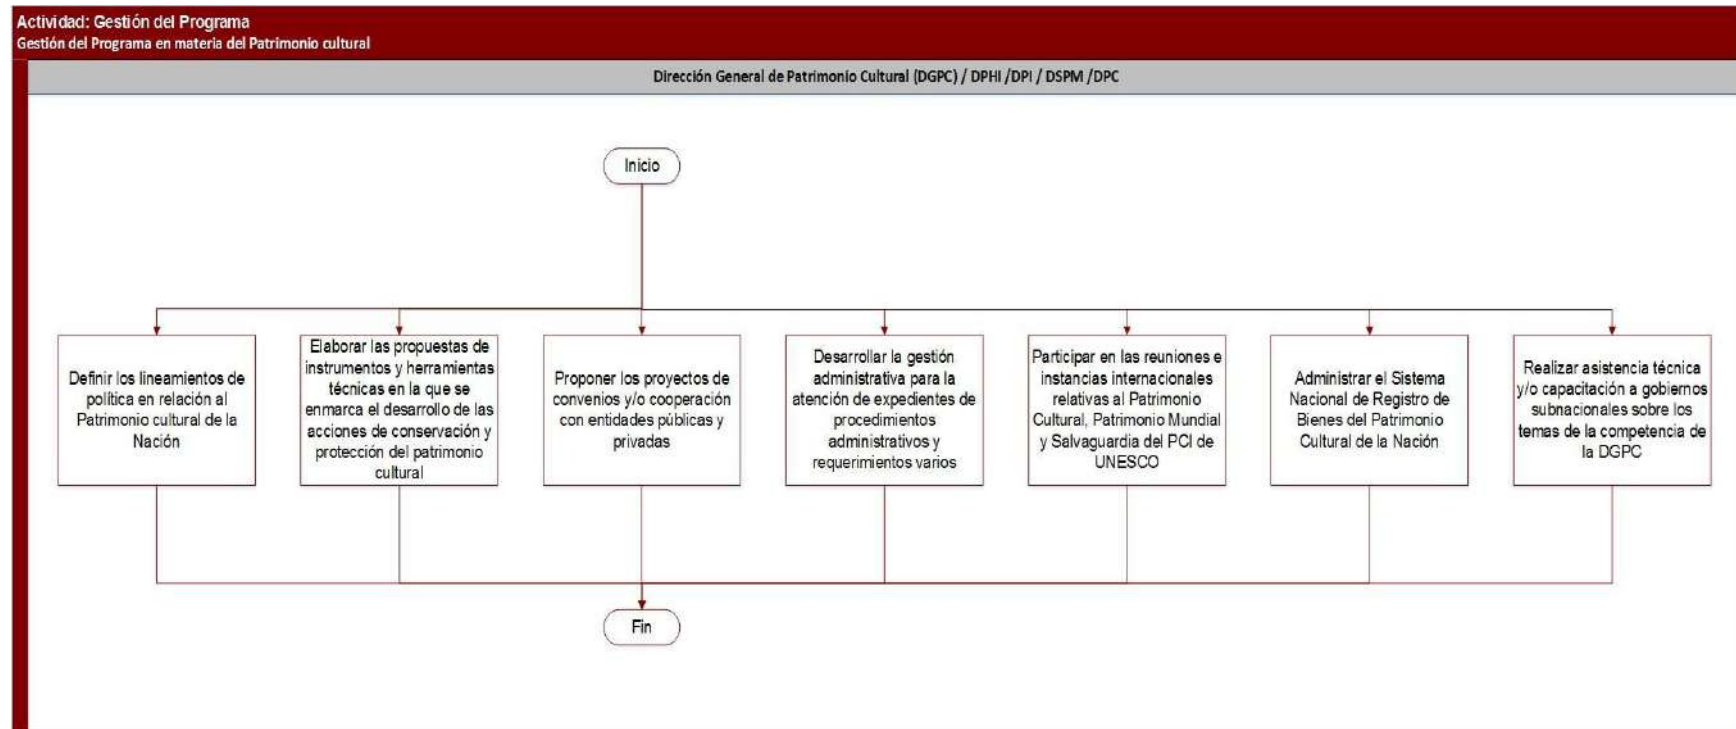 Actividad: Gestión del Programa
Gestión del Programa en materia del Patrimonio cultural
Dirección General de Patrimonio Cultural (DGPC) / DPHI /DPI / DSPM /DPC
Inicio
Definir los lineamientos de
política en relación al
Patrimonio cultural de la
Nación
Elaborar las propuestas de
instrumentos y herramientas
técnicas en la que se
enmarca el desarrollo de las
acciones de conservación y
protección del patrimonio
cultural
Proponer los proyectos de
convenios y/o cooperación
con entidades públicas y
privadas
Desarrollar la gestión
administrativa para la
atención de expedientes de
procedimientos
administrativos y
requerimientos varios
Participar en las reuniones e
instancias internacionales
relativas al Patrimonio
Cultural, Patrimonio Mundial
y Salvaguardia del PCI de
UNESCO
Administrar el Sistema
Nacional de Registro de
Bienes del Patrimonio
Cultural de la Nación
Realizar asistencia técnica
y/o capacitación a gobiernos
subnacionales sobre los
temas de la competencia de
la DGPC
Fin